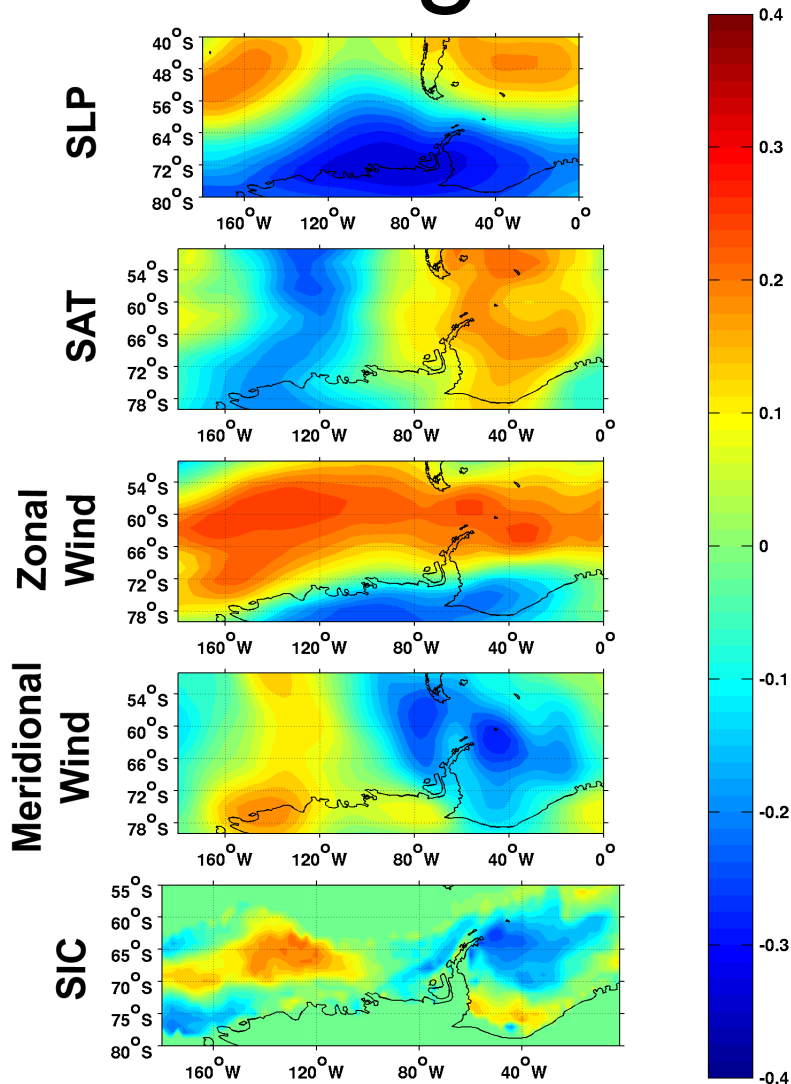 g
0.4
0.3
0.2
0.1
0
-0.1
-0.2
-0.3
-0.4
SLP
40°S
48°S
56°S
64°S
72°S
80°S
160°W 120°W 80°W 40°W 0°
SAT
54°S
60°S
66°S
72°S
78°S
160°W 120°W 80°W 40°W 0°
Zonal
Wind
54°S
60°S
66°S
72°S
78°S
160°W 120°W 80°W 40°W 0°
Meridional
Wind
54°S
60°S
66°S
72°S
78°S
160°W 120°W 80°W 40°W 0°
SIC
55°S
60°S
65°S
70°S
75°S
80°S
160°W 120°W 80°W 40°W